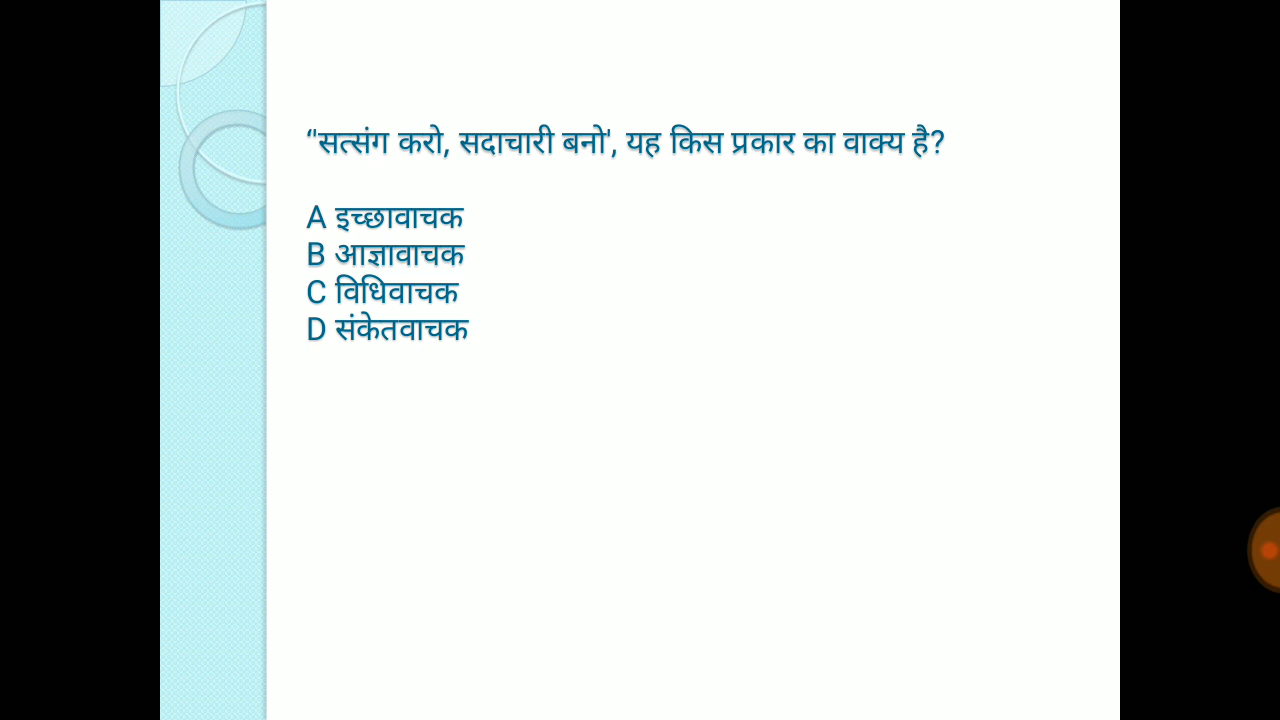 “सत्संग करो, सदाचारी बनो', यह किस प्रकार का वाक्य है?
A इच्छावाचक
B आज्ञावाचक
C विधिवाचक
D संकेतवाचक